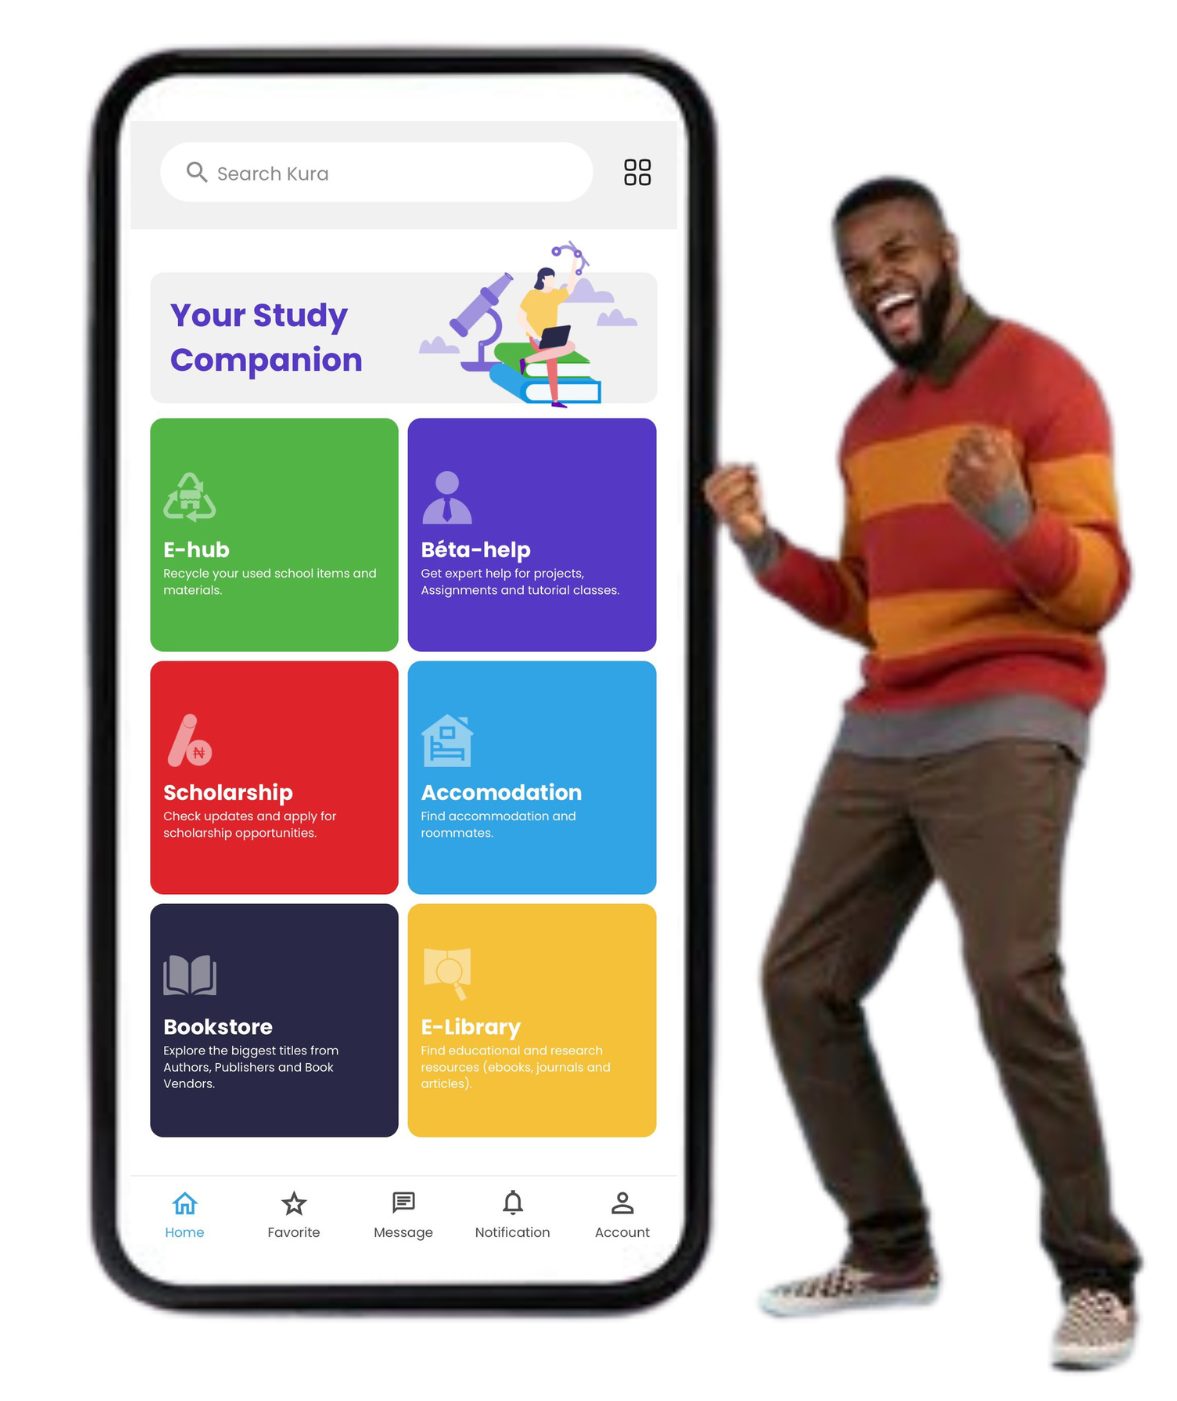 Search Kura
Your Study
Companion
E-hub
Recycle your used school items and
materials.
Béta-help
Get expert help for projects,
Assignments and tutorial classes.
₦
Scholarship
Check updates and apply for
scholarship opportunities.
Accomodation
Find accommodation and
roommates.
Bookstore
Explore the biggest titles from
Authors, Publishers and Book
Vendors.
E-Library
Find educational and research
resources (ebooks, journals and
articles).
Home
Favorite
Message
Notification
Account